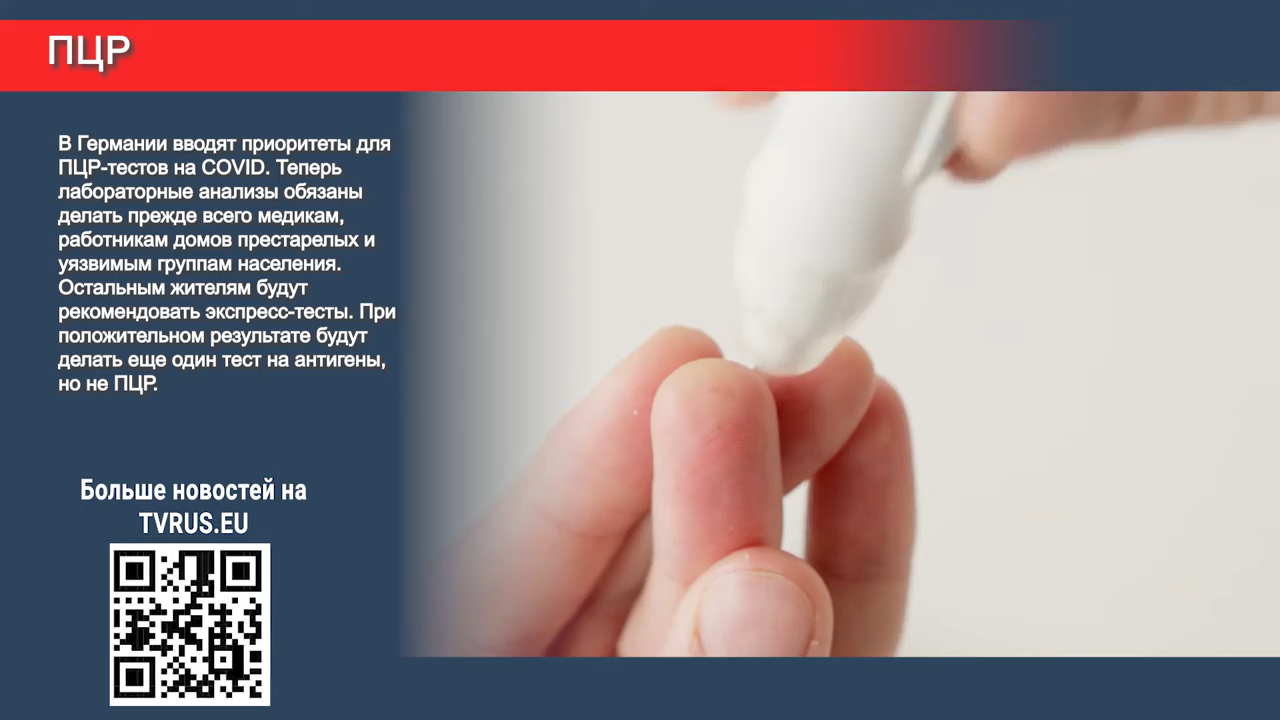 ПЦР
В Германии вводят приоритеты для
ПЦР-тестов на COVID. Теперь
лабораторные анализы обязаны
делать прежде всего медикам,
работникам домов престарелых и
уязвимым группам населения.
Остальным жителям будут
рекомендовать экспресс-тесты. При
положительном результате будут
делать еще один тест на антигены,
но не ПЦР.
Больше новостей на
TVRUS.EU